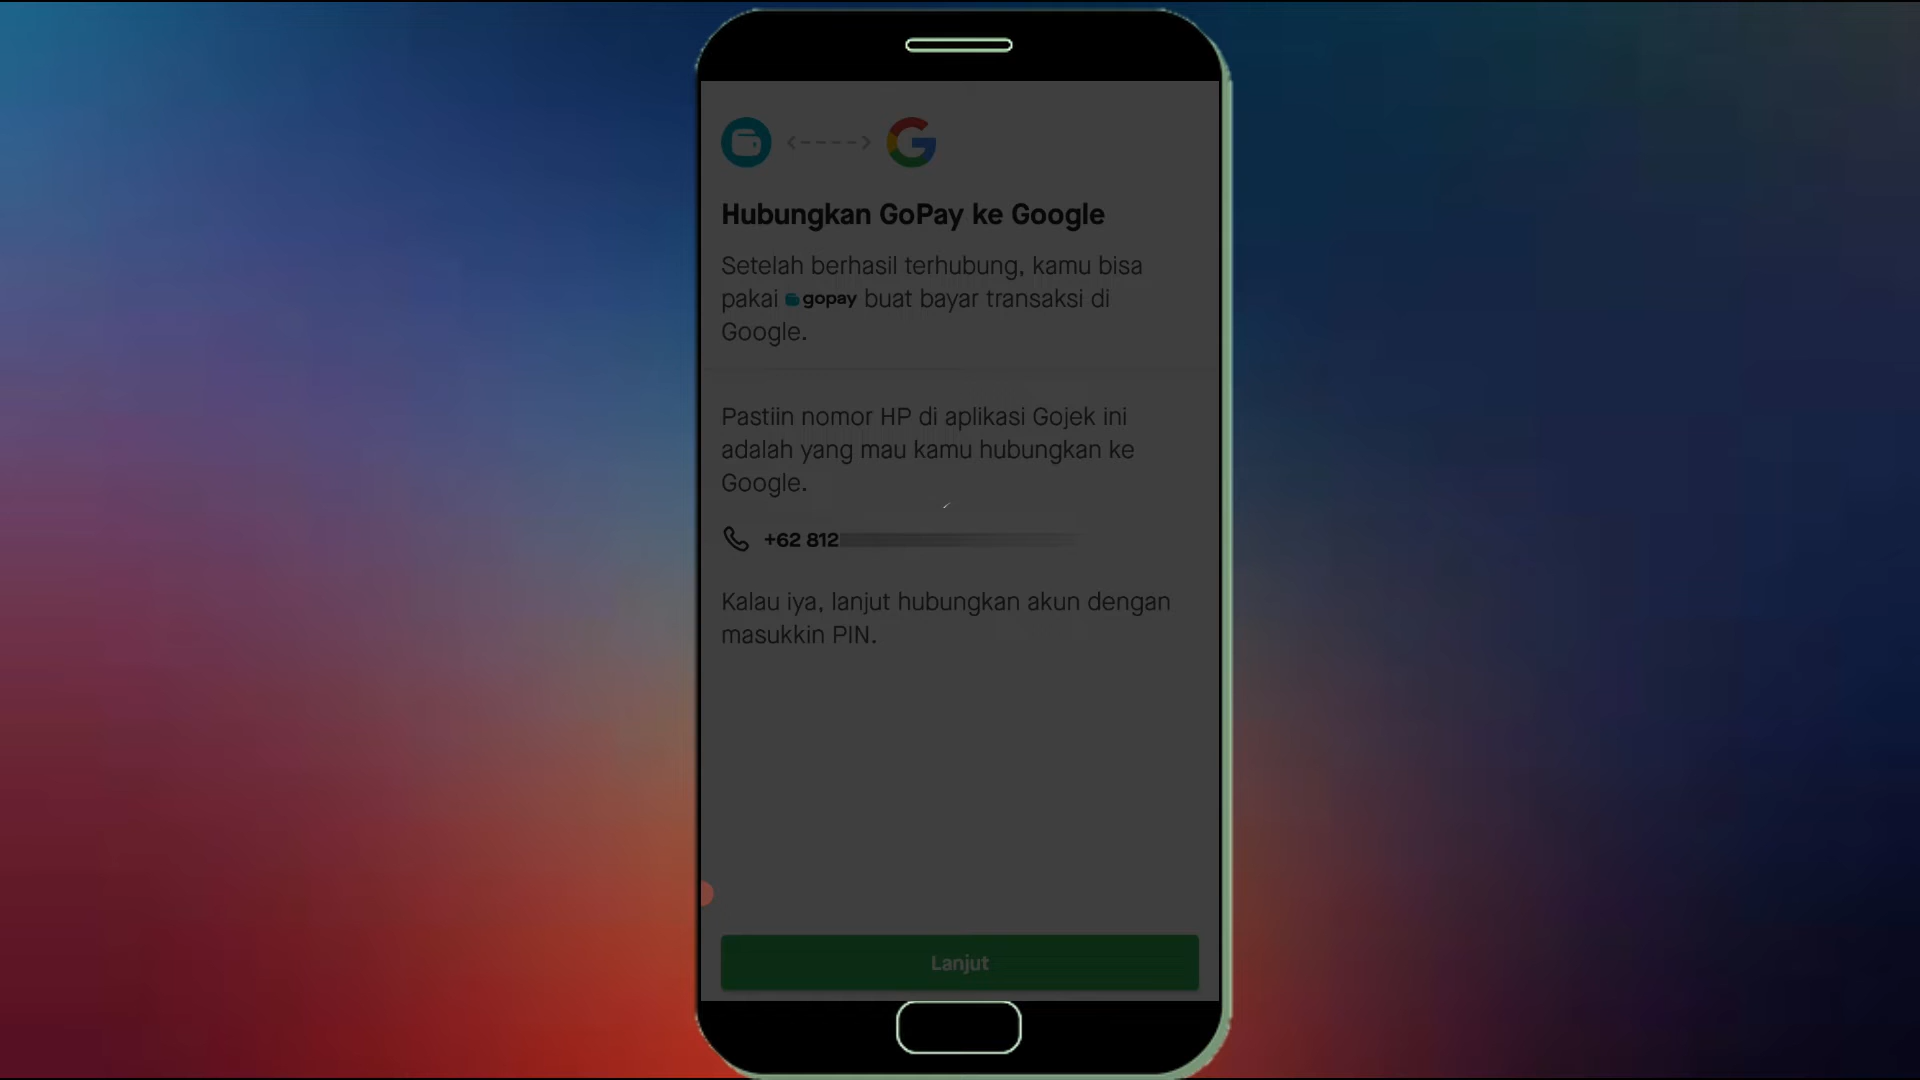 Hubungkan GoPay ke Google
Setelah berhasil terhubung, kamu bisa
pakai gopay buat bayar transaksi di
Google.
Pastiin nomor HP di aplikasi Gojek ini
adalah yang mau kamu hubungkan ke
Google.
+62 812
Kalau iya, lanjut hubungkan akun dengan
masukkin PIN.
Lanjut